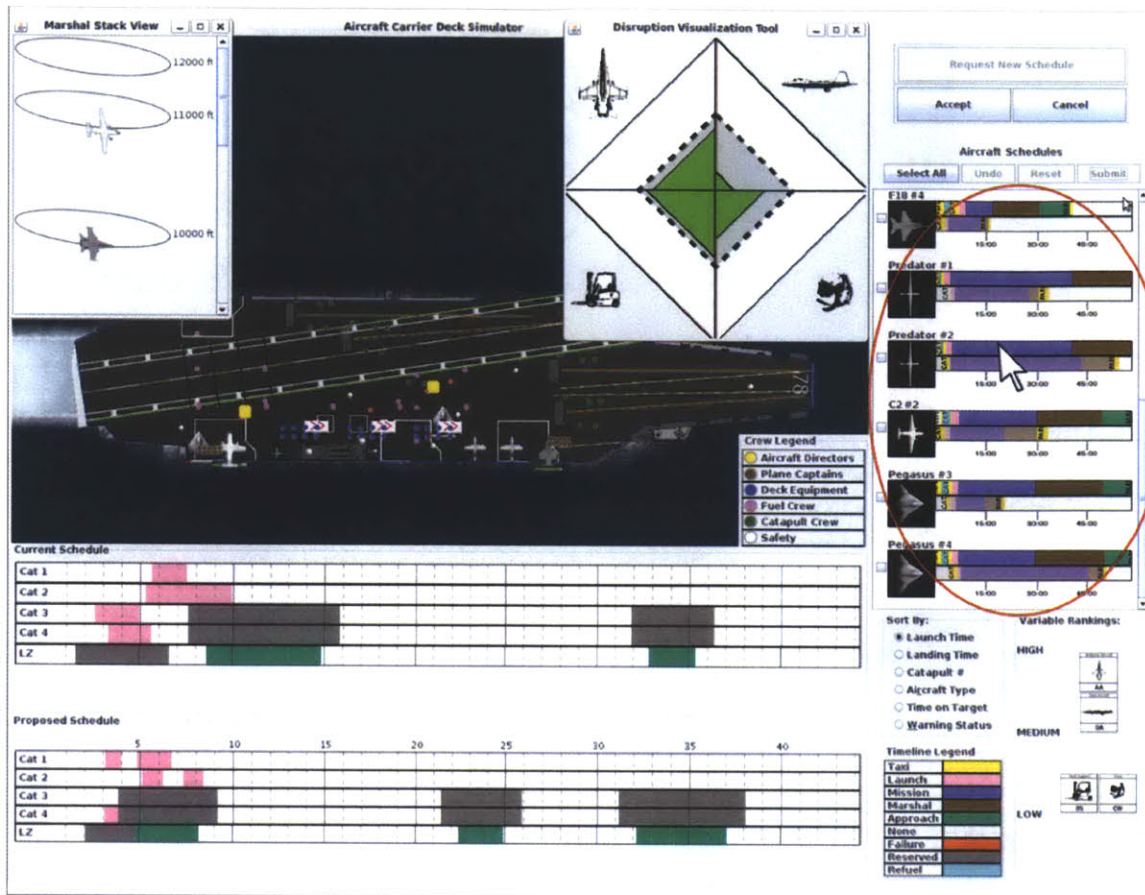 Marshal Stack View
12000 ft
11000 ft
10000 ft
Aircraft Carrier Deck Simulator
Disruption Visualization Tool
Request New Schedule
Accept
Cancel
Aircraft Schedules
Select All
Undo
Reset
Submit
F18 #4
15:00
30:00
45:00
Predator #1
15:00
30:00
45:00
Predator #2
15:00
30:00
45:00
C2 #2
15:00
30:00
45:00
Pegasus #3
15:00
30:00
45:00
Pegasus #4
15:00
30:00
45:00
78
Crew Legend
Aircraft Directors
Plane Captains
Deck Equipment
Fuel Crew
Catapult Crew
Safety
Current Schedule
Cat 1
Cat 2
Cat 3
Cat 4
LZ
Proposed Schedule
5
10
15
20
25
30
35
40
Cat 1
Cat 2
Cat 3
Cat 4
LZ
Sort By:
Launch Time
Landing Time
Catapult #
Aircraft Type
Time on Target
Warning Status
Timeline Legend
Taxi
Launch
Mission
Marshal
Approach
None
Failure
Reserved
Refuel
Variable Rankings:
HIGH
AA
MEDIUM
LOW
CW